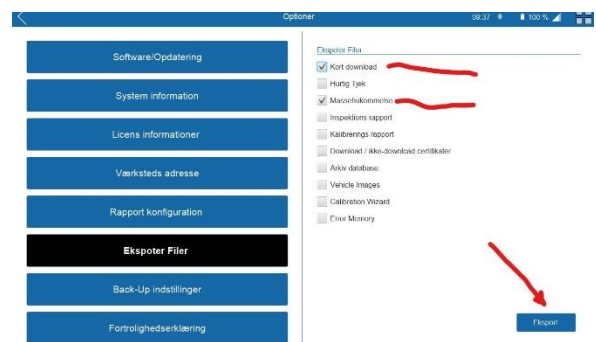 Optioner
09:37
100 %
Software/Opdatering
System information
Licens informationer
Værksteds adresse
Rapport konfiguration
Ekspoter Filer
Back-Up indstillinger
Fortrolighedserklæring
Ekspoter Filer
Kort download
Hurtig Tjek
Massehukommelse
Inspektions rapport
Kalibrerings rapport
Download / ikke-download certifikater
Arkiv database
Vehicle Images
Calibration Wizard
Error Memory
Eksport